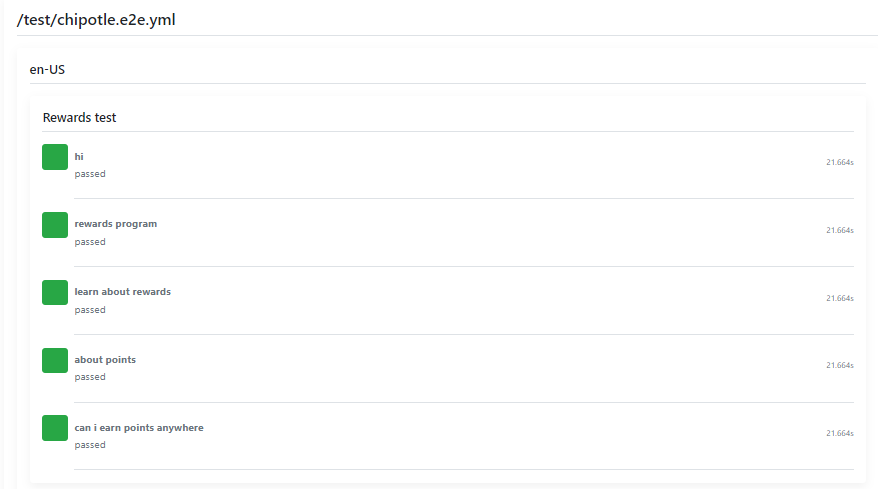 /test/chipotle.e2e.yml
en-US
Rewards test
hi
passed
21.664s
rewards program
passed
21.664s
learn about rewards
passed
21.664s
about points
passed
21.664s
can i earn points anywhere
passed
21.664s